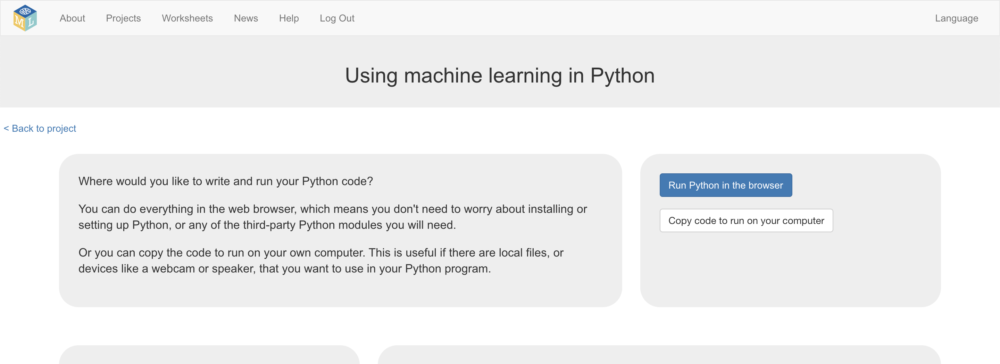 ML
About
Projects
Worksheets
News
Help
Log Out
Language
Using machine learning in Python
< Back to project
Where would you like to write and run your Python code?
You can do everything in the web browser, which means you don't need to worry about installing or
setting up Python, or any of the third-party Python modules you will need.
Or you can copy the code to run on your own computer. This is useful if there are local files, or
devices like a webcam or speaker, that you want to use in your Python program.
Run Python in the browser
Copy code to run on your computer